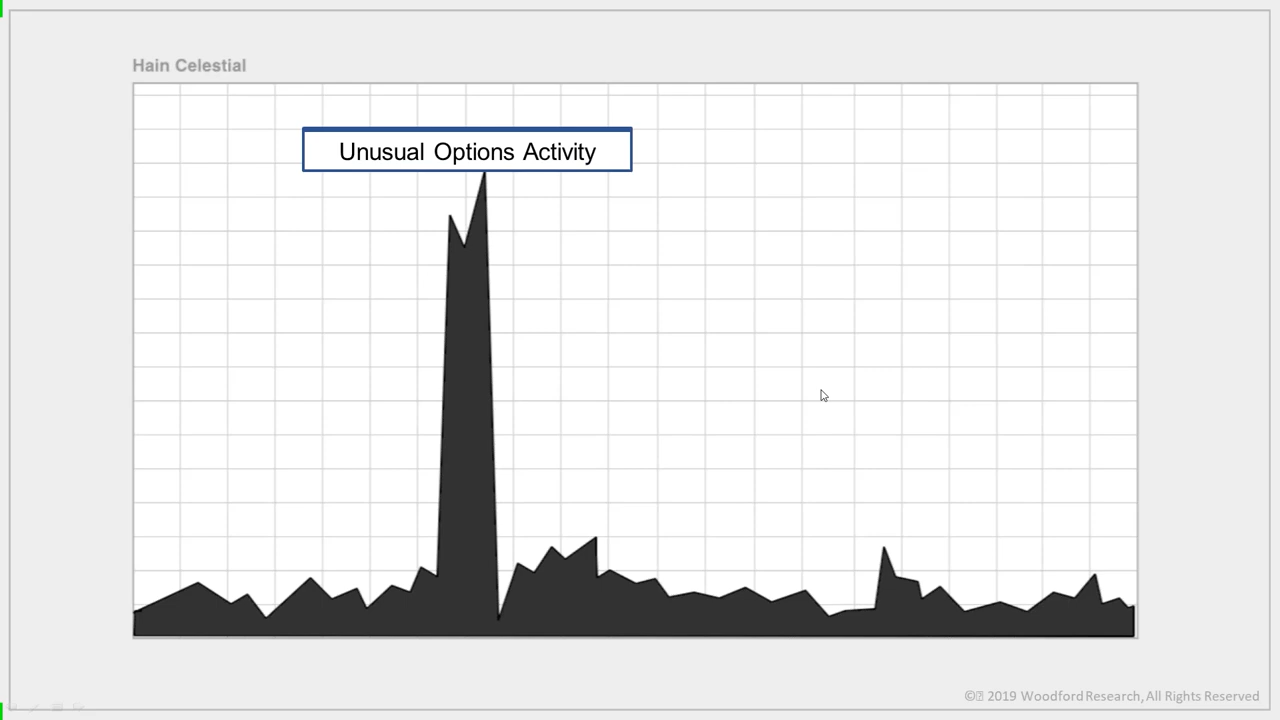 Hain Celestial
Unusual Options Activity
© 2019 Woodford Research, All Rights Reserved